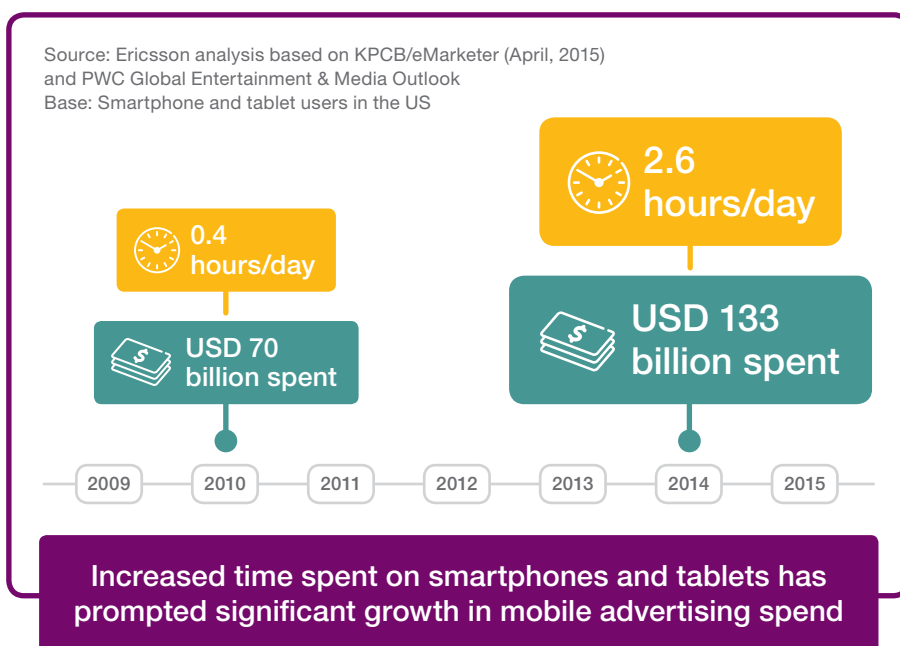 Source: Ericsson analysis based on KPCB/eMarketer (April, 2015)
and PWC Global Entertainment & Media Outlook
Base: Smartphone and tablet users in the US
2.6
hours/day
0.4
hours/day
USD 133
billion spent
USD 70
billion spent
2009 2010 2011 2012 2013 2014 2015
Increased time spent on smartphones and tablets has
prompted significant growth in mobile advertising spend